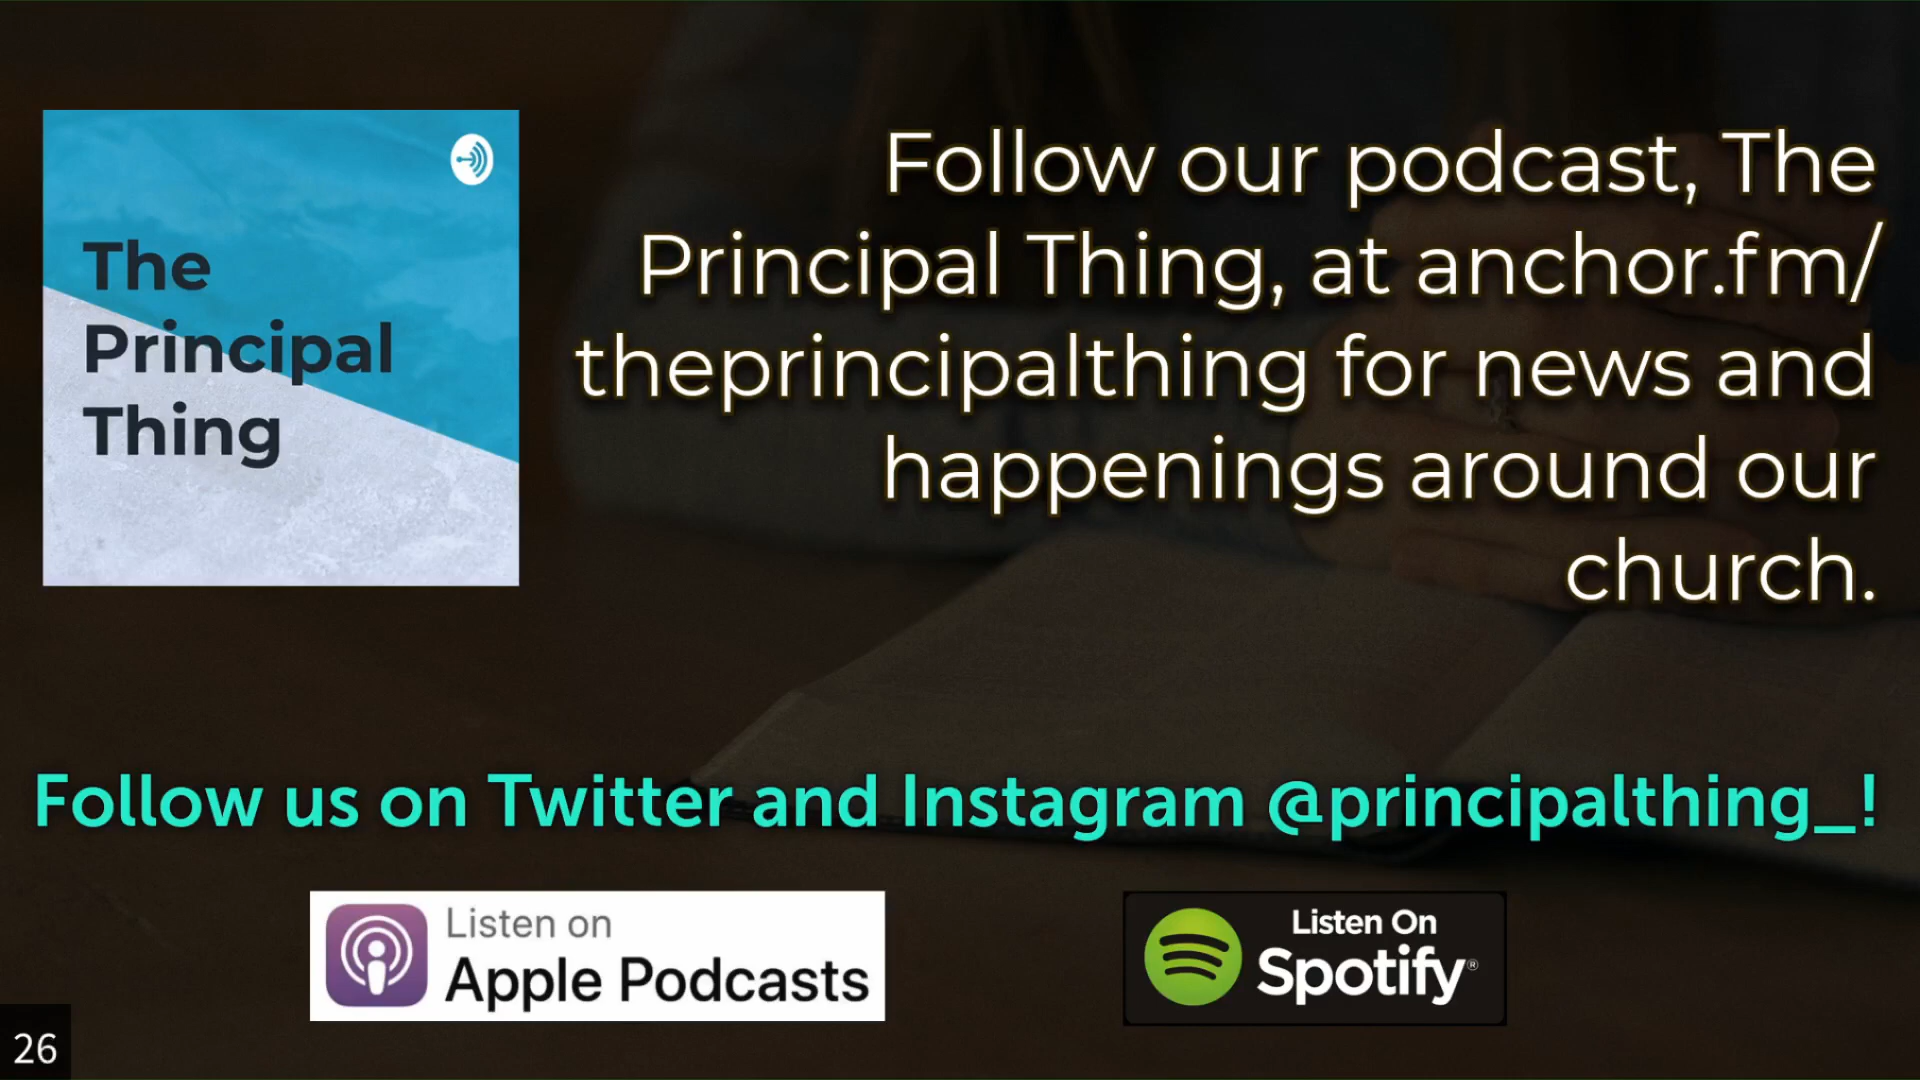 The
Principal
Thing
Follow our podcast, The
Principal Thing, at anchor.fm/
theprincipalthing for news and
happenings around our
church.
Follow us on Twitter and Instagram @principalthing_!
Listen on
Apple Podcasts
Listen On
Spotify®
26